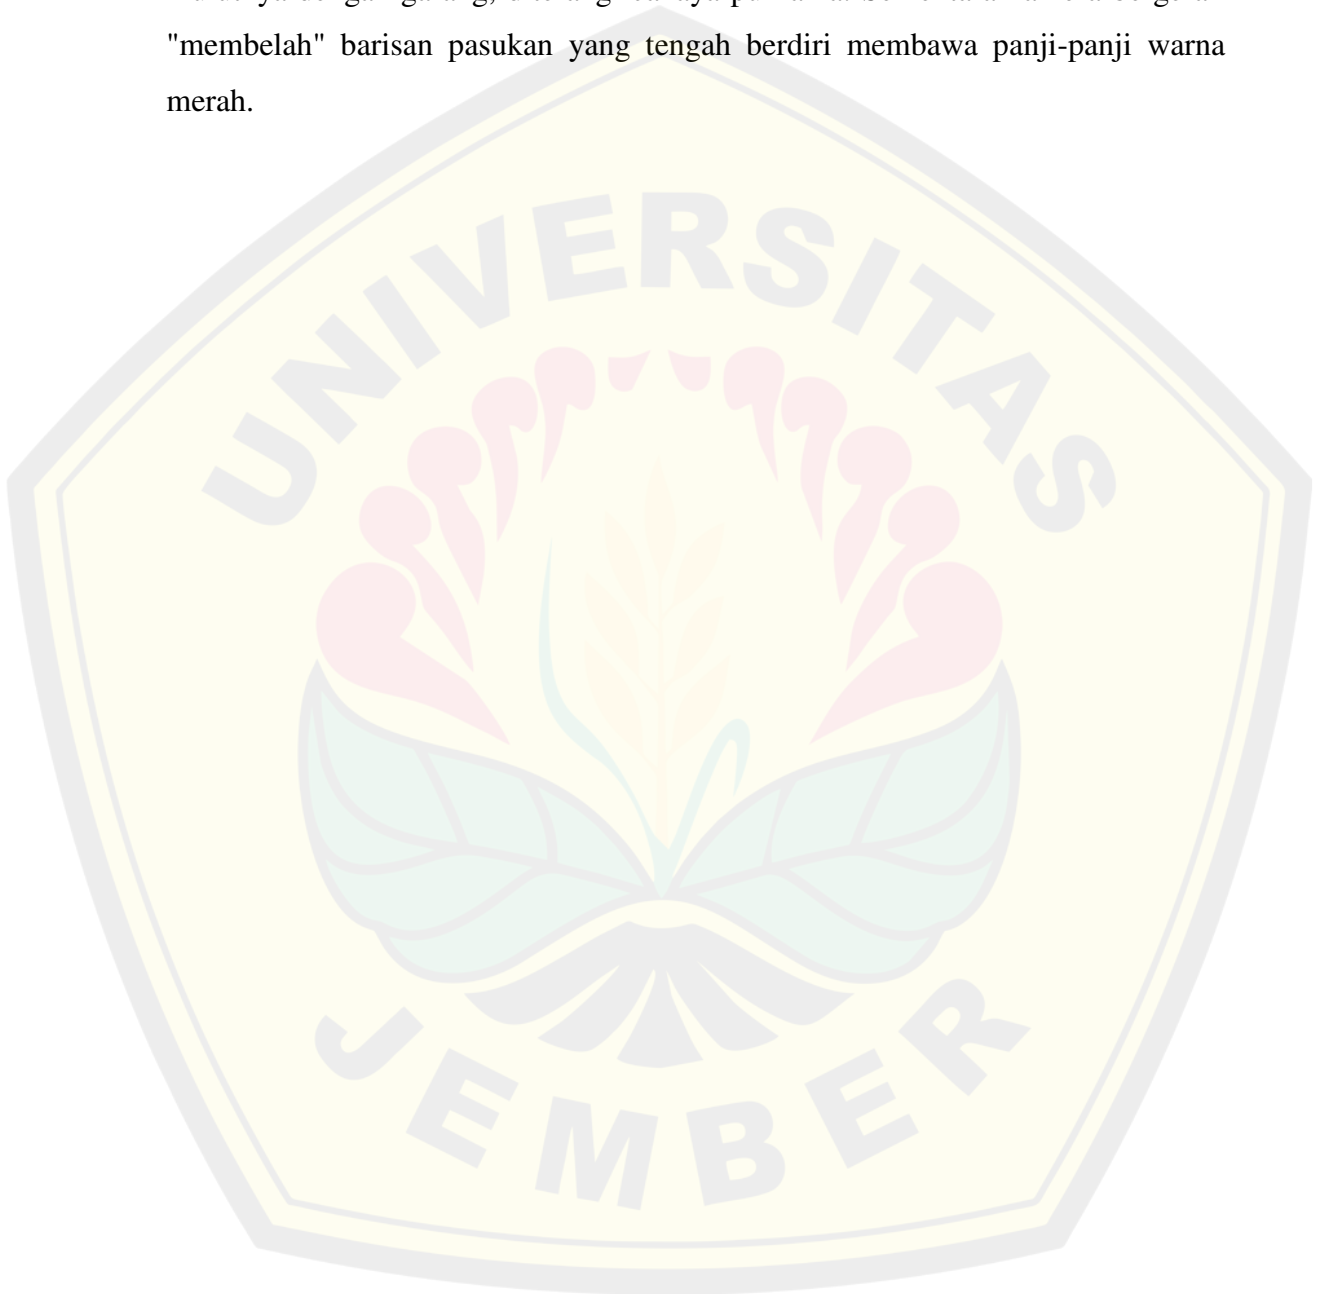 "membelah" barisan pasukan yang tengah berdiri membawa panji-panji warna
merah.
UNIVERSITAS
JEMBER